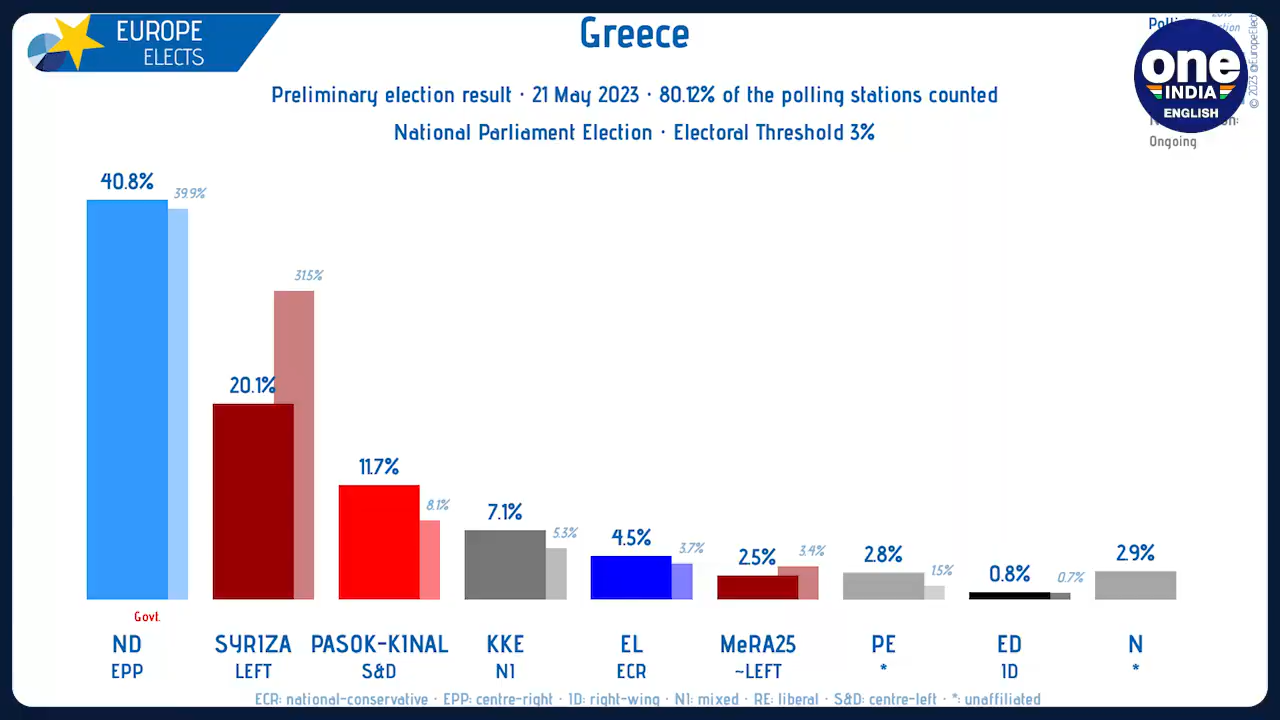 EUROPE
ELECTS
Greece
one
INDIA
ENGLISH
© 2023 @EuropeElects
Preliminary election result · 21 May 2023 · 80.12% of the polling stations counted
National Parliament Election · Electoral Threshold 3%
Ongoing
40.8% 39.9%
31.5%
20.1%
11.7% 8.1%
7.1% 5.3%
4.5% 3.7%
2.5% 3.4%
2.8% 1.5%
0.8% 0.7%
2.9%
Govt.
ND SYRIZA PASOK-KINAL KKE EL MeRA25 PE ED N
EPP LEFT S&D NI ECR ~LEFT * ID *
ECR: national-conservative · EPP: centre-right · ID: right-wing · NI: mixed · RE: liberal · S&D: centre-left · *: unaffiliated